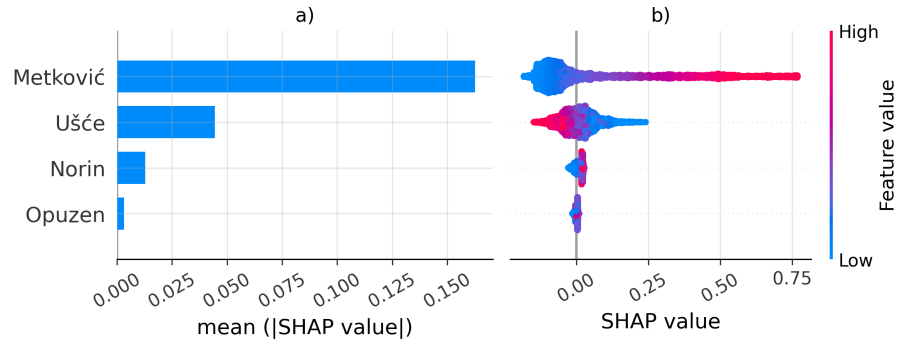 a)
Metković
Ušće
Norin
Opuzen
0.000 0.025 0.050 0.075 0.100 0.125 0.150
mean (|SHAP value|)
b)
0.00 0.25 0.50 0.75
SHAP value
High
Low
Feature value